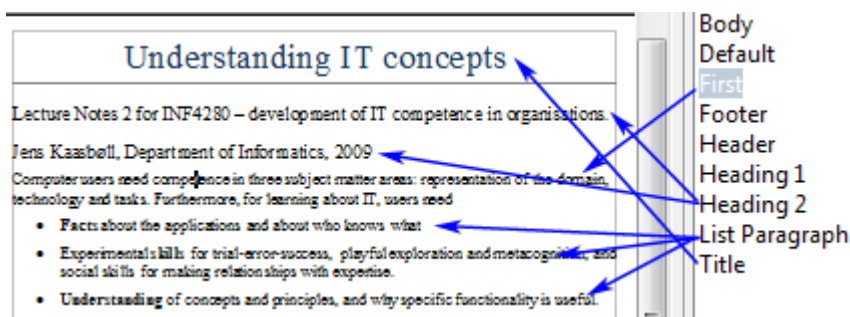 Understanding IT concepts
Lecture Notes 2 for INF4280 – development of IT competence in organisations.
Jens Kaasbøll, Department of Informatics, 2009
Computer users need competence in three subject matter areas: representation of the domain,
technology and tasks. Furthermore, for learning about IT, users need
• Facts about the applications and about who knows what
• Experimental skills for trial-error-success, playful exploration and metacognition, and
social skills for making relationships with expertise.
• Understanding of concepts and principles, and why specific functionality is useful.
Body
Default
First
Footer
Header
Heading 1
Heading 2
List Paragraph
Title